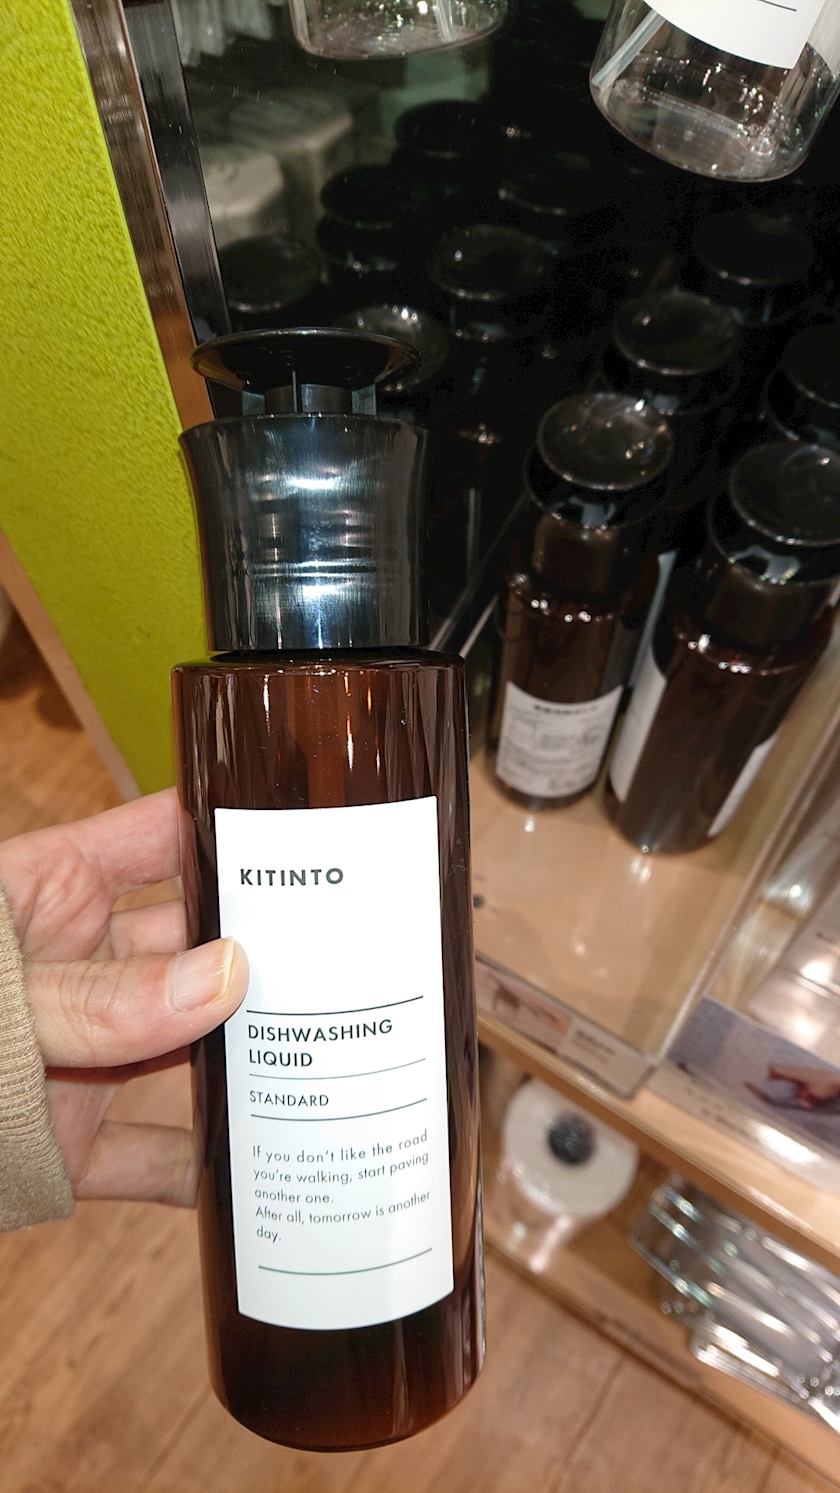 KITINTO
DISHWASHING
LIQUID
STANDARD
If you don't like the road
you're walking, start paving
another one.
After all, tomorrow is another
day.